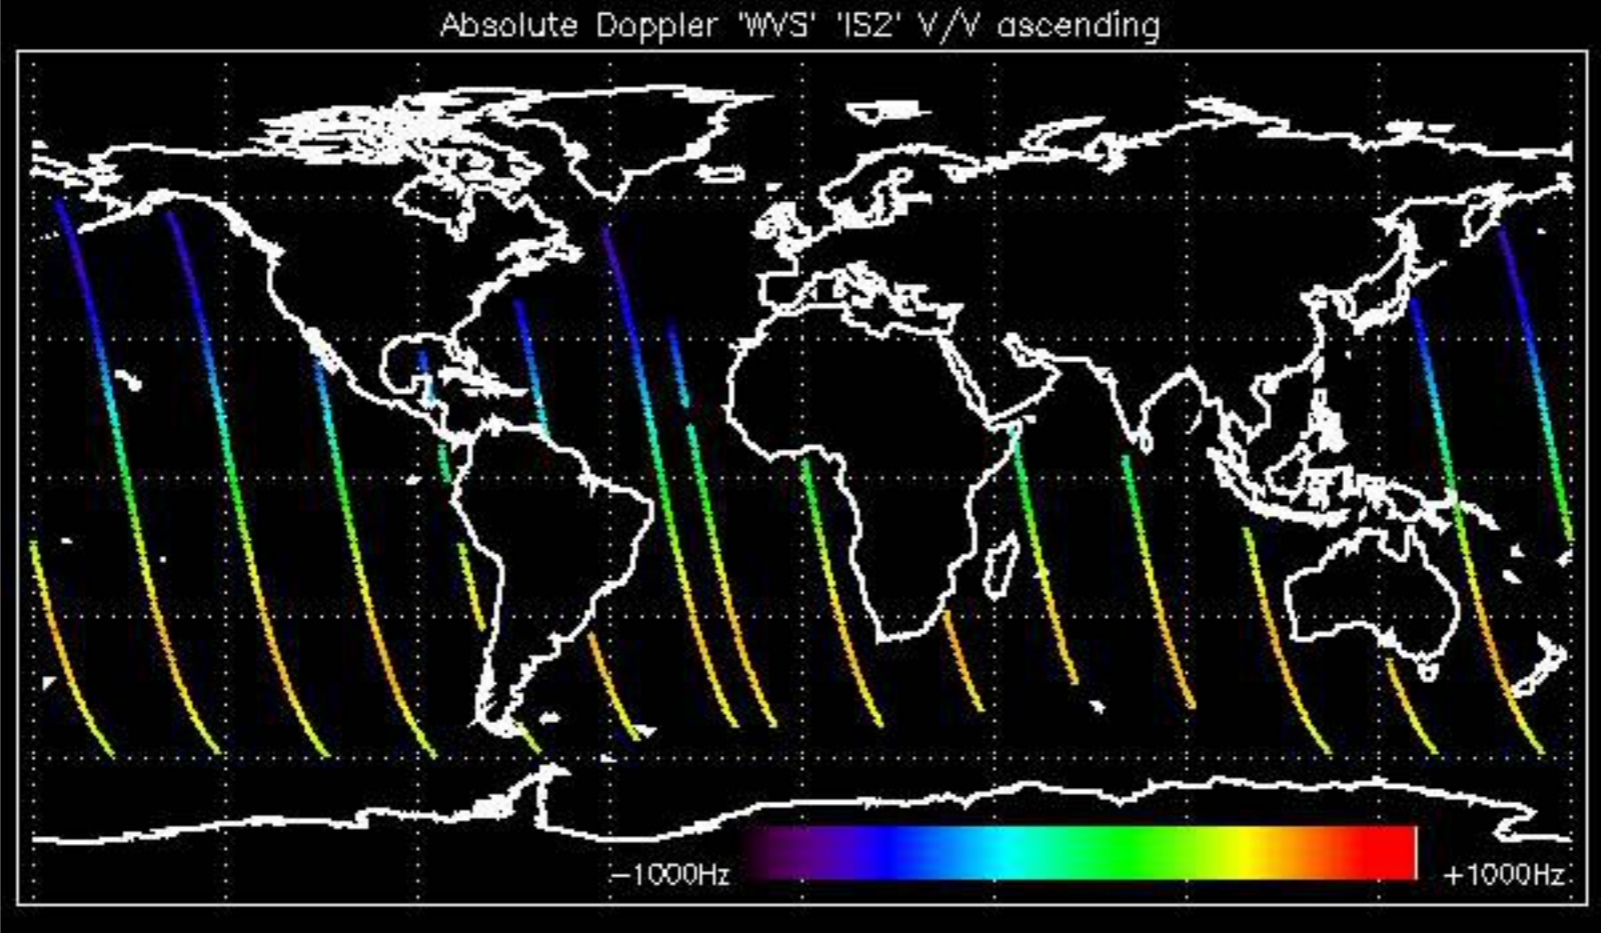 Absolute Doppler 'WVS' 'IS2' V/V ascending
-1000Hz +1000Hz